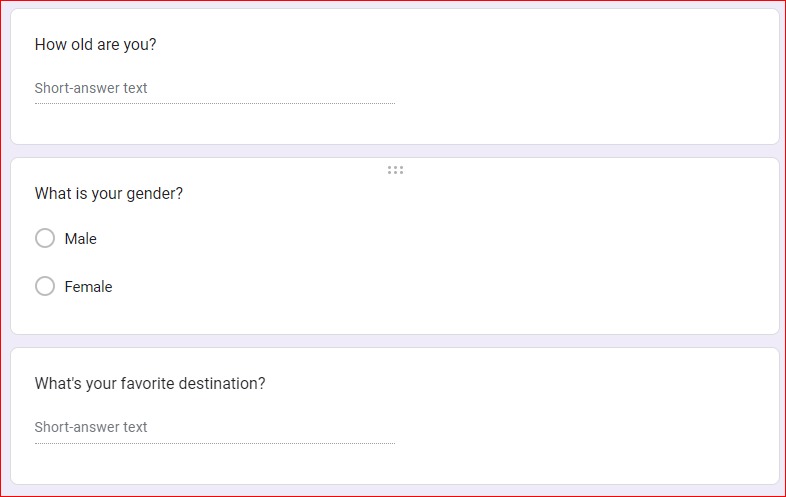 How old are you?
Short-answer text
What is your gender?
Male
Female
What's your favorite destination?
Short-answer text